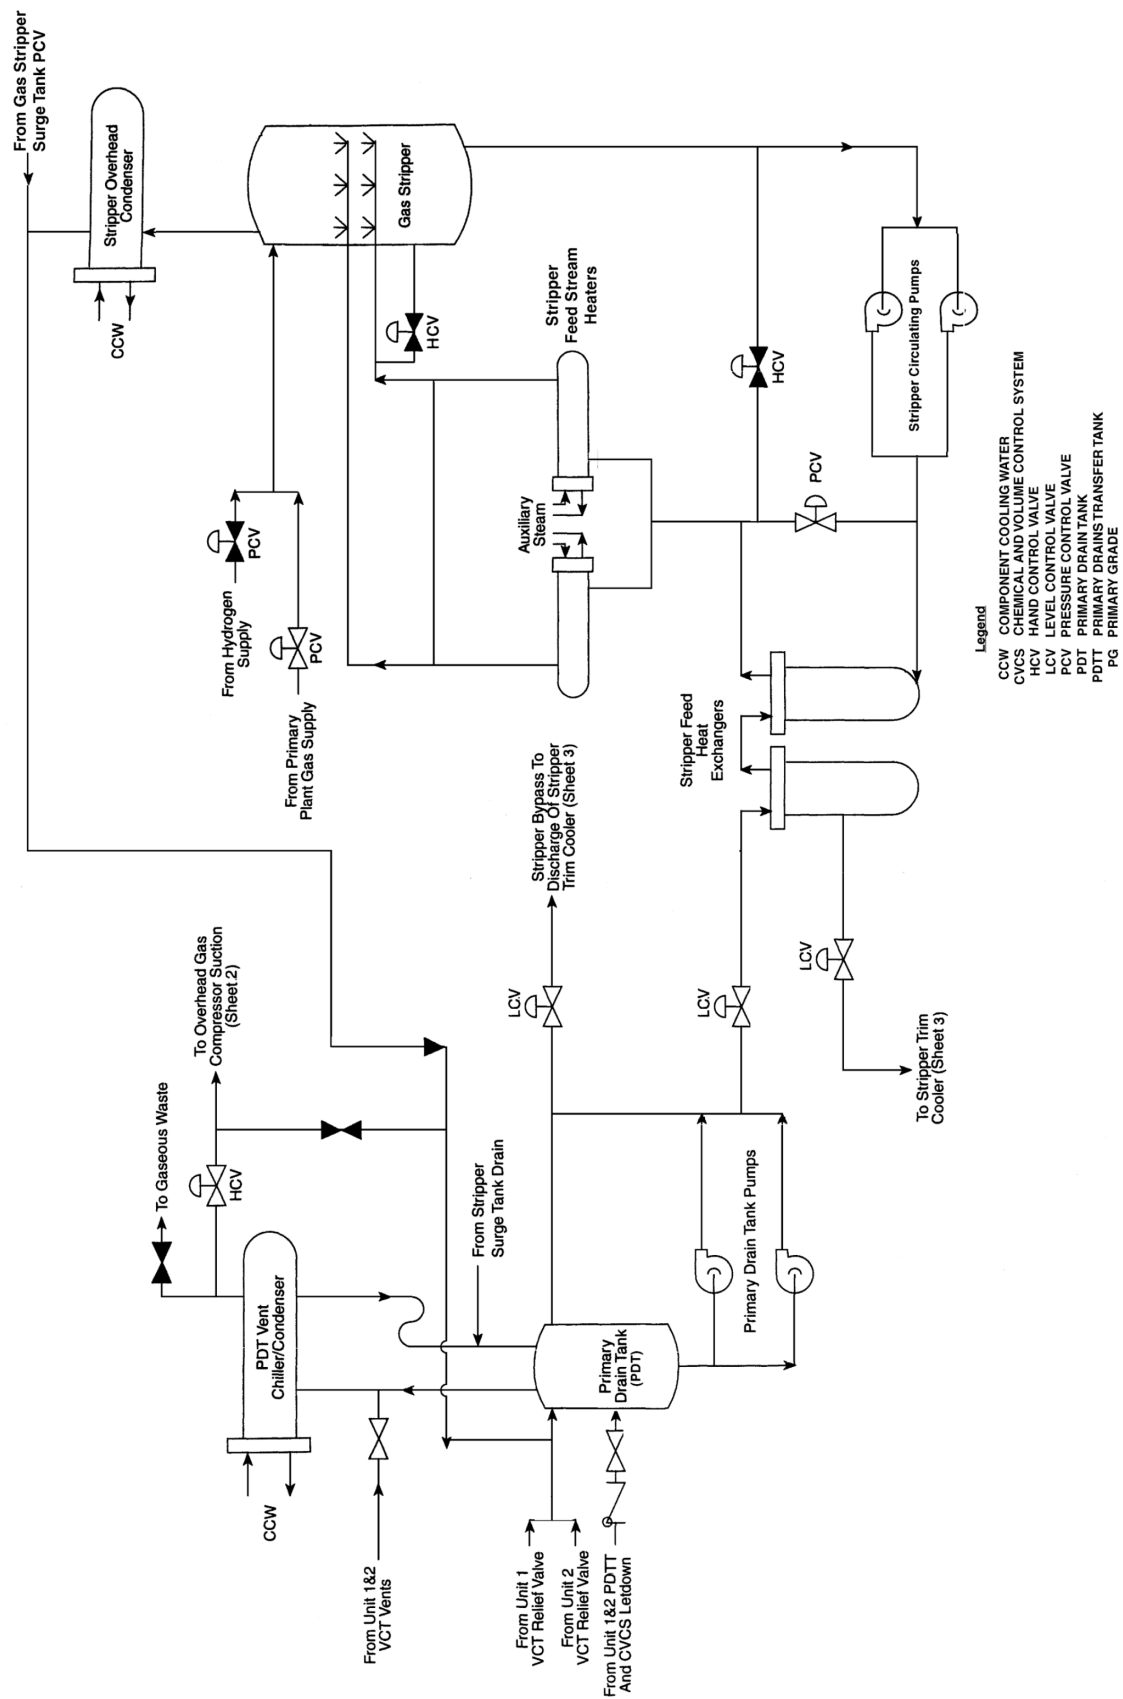 CCW
PDT Vent
Chiller/Condenser
To Gaseous Waste
HCV
To Overhead Gas
Compressor Suction
(Sheet 2)
From Unit 1&2
VCT Vents
From Stripper
Surge Tank Drain
From Unit 1
VCT Relief Valve
From Unit 2
VCT Relief Valve
From Unit 1&2 PDTT
And CVCS Letdown
Primary
Drain Tank
(PDT)
Primary Drain Tank Pumps
LCV
Stripper Bypass To
Discharge Of Stripper
Trim Cooler (Sheet 3)
LCV
LCV
To Stripper Trim
Cooler (Sheet 3)
Stripper Feed
Heat
Exchangers
From Gas Stripper
Surge Tank PCV
Stripper Overhead
Condenser
CCW
From Hydrogen
Supply
PCV
From Primary
Plant Gas Supply
PCV
Gas Stripper
HCV
Stripper
Feed Stream
Heaters
Auxiliary
Steam
HCV
PCV
Stripper Circulating Pumps
Legend
CCW COMPONENT COOLING WATER
CVCS CHEMICAL AND VOLUME CONTROL SYSTEM
HCV HAND CONTROL VALVE
LCV LEVEL CONTROL VALVE
PCV PRESSURE CONTROL VALVE
PDT PRIMARY DRAIN TANK
PDTT PRIMARY DRAINS TRANSFER TANK
PG PRIMARY GRADE